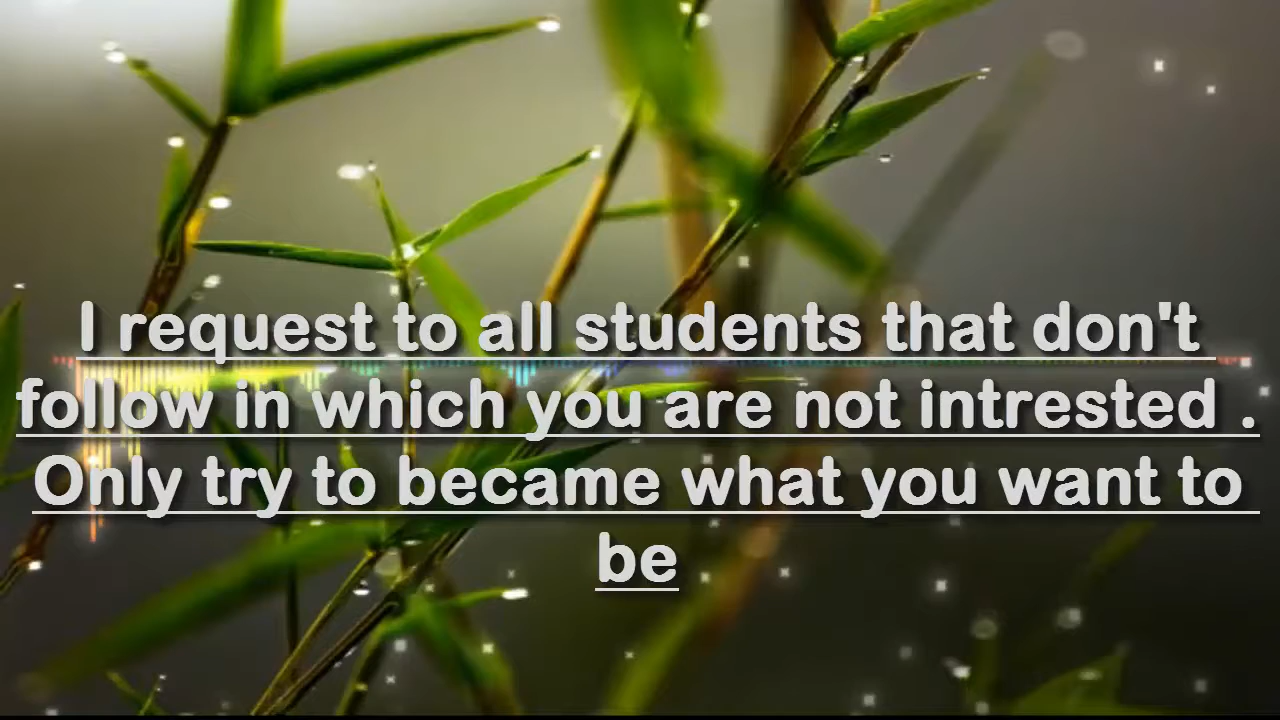 I request to all students that don't
follow in which you are not intrested .
Only try to became what you want to
be